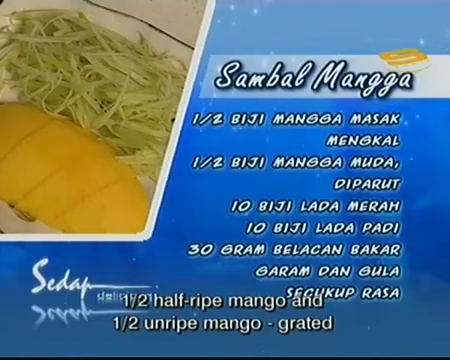 Sambal Mangga
1/2 BIJI MANGGA MASAK
MENGKAL
1/2 BIJI MANGGA MUDA,
DIPARUT
10 BIJI LADA MERAH
10 BIJI LADA PADI
30 GRAM BELACAN BAKAR
GARAM DAN GULA
SECUKUP RASA
Sedap
1/2 half-ripe mango and
1/2 unripe mango - grated